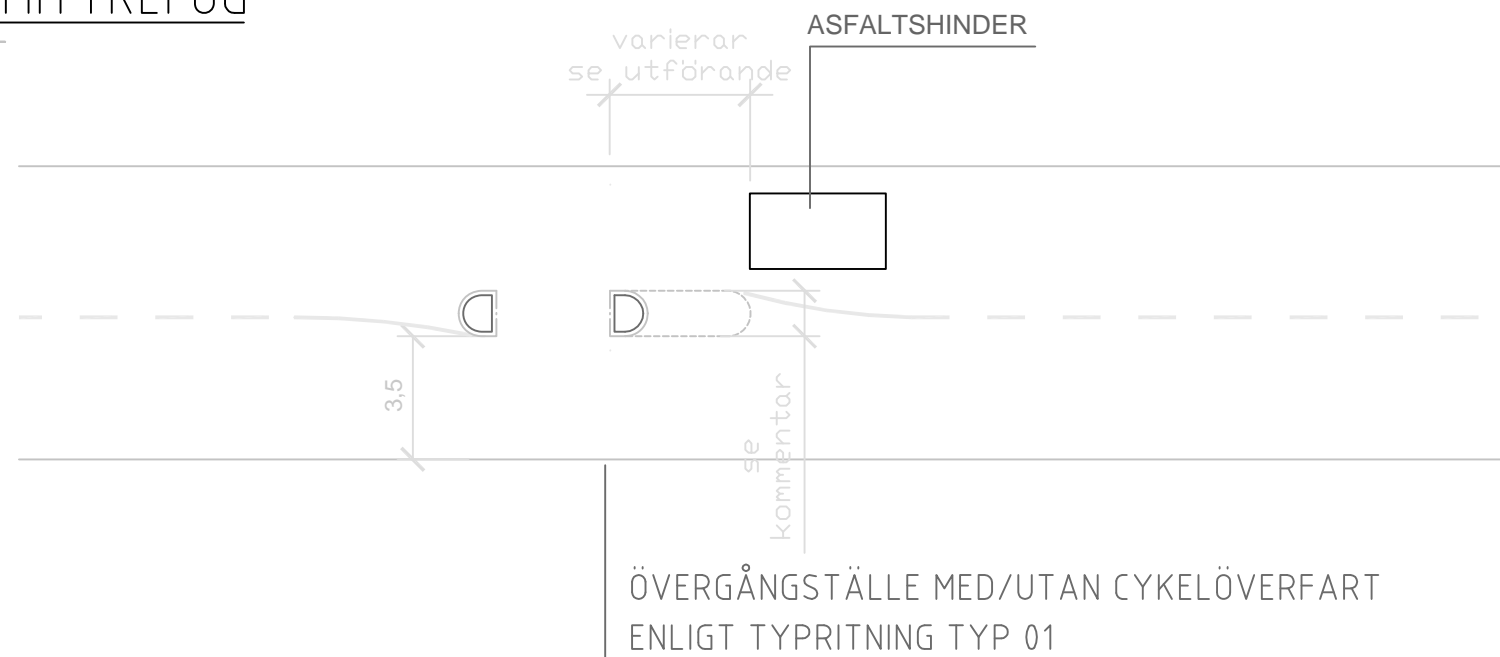 ASFALTSHINDER
varierar
se utförande
3,5
se
kommentar
ÖVERGÅNGSTÄLLE MED/UTAN CYKELÖVERFART
ENLIGT TYPRITNING TYP 01